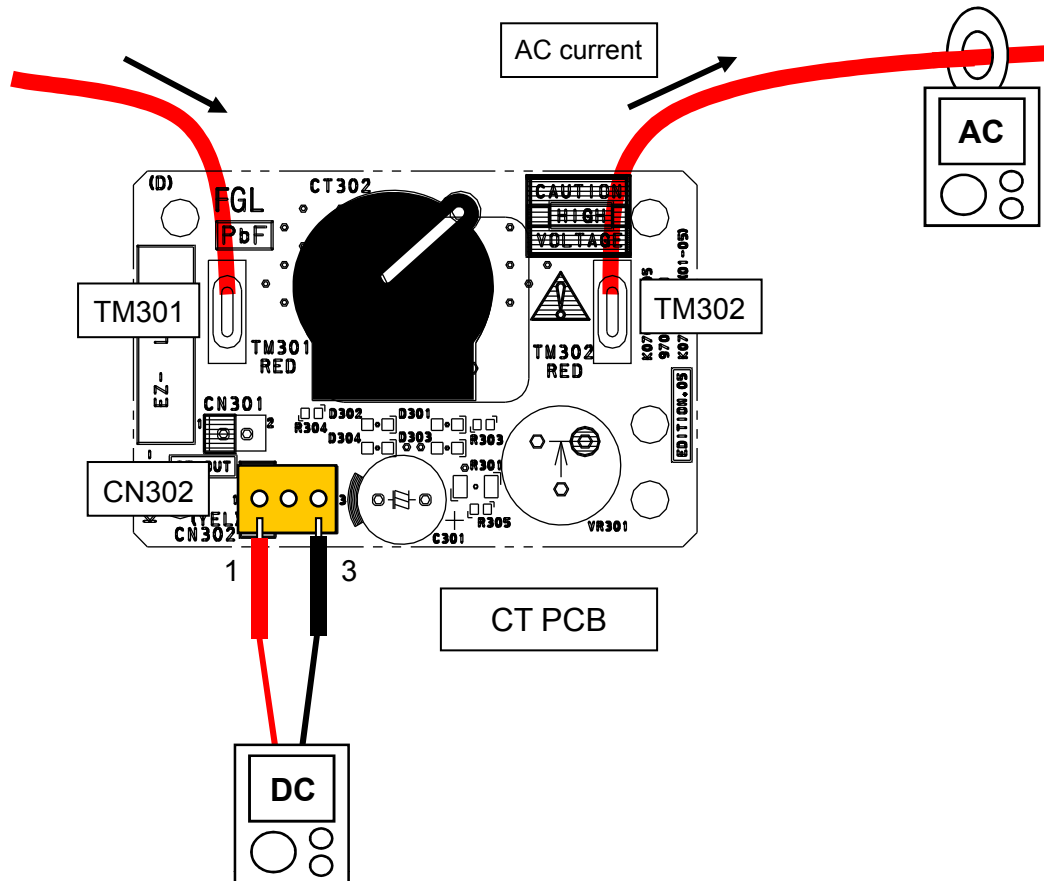 AC current
AC
(D)
FGL
PbF
CT302
CAUTION
HIGH
VOLTAGE
TM301
TM302
TM301
RED
TM302
RED
EZ-
EDITION.05
CN301
1
2
D302
D301
R304
R303
D304
D303
CN302
OUT
R301
1
3
R305
(YEL)
CN302
C301
VR301
1
3
CT PCB
DC